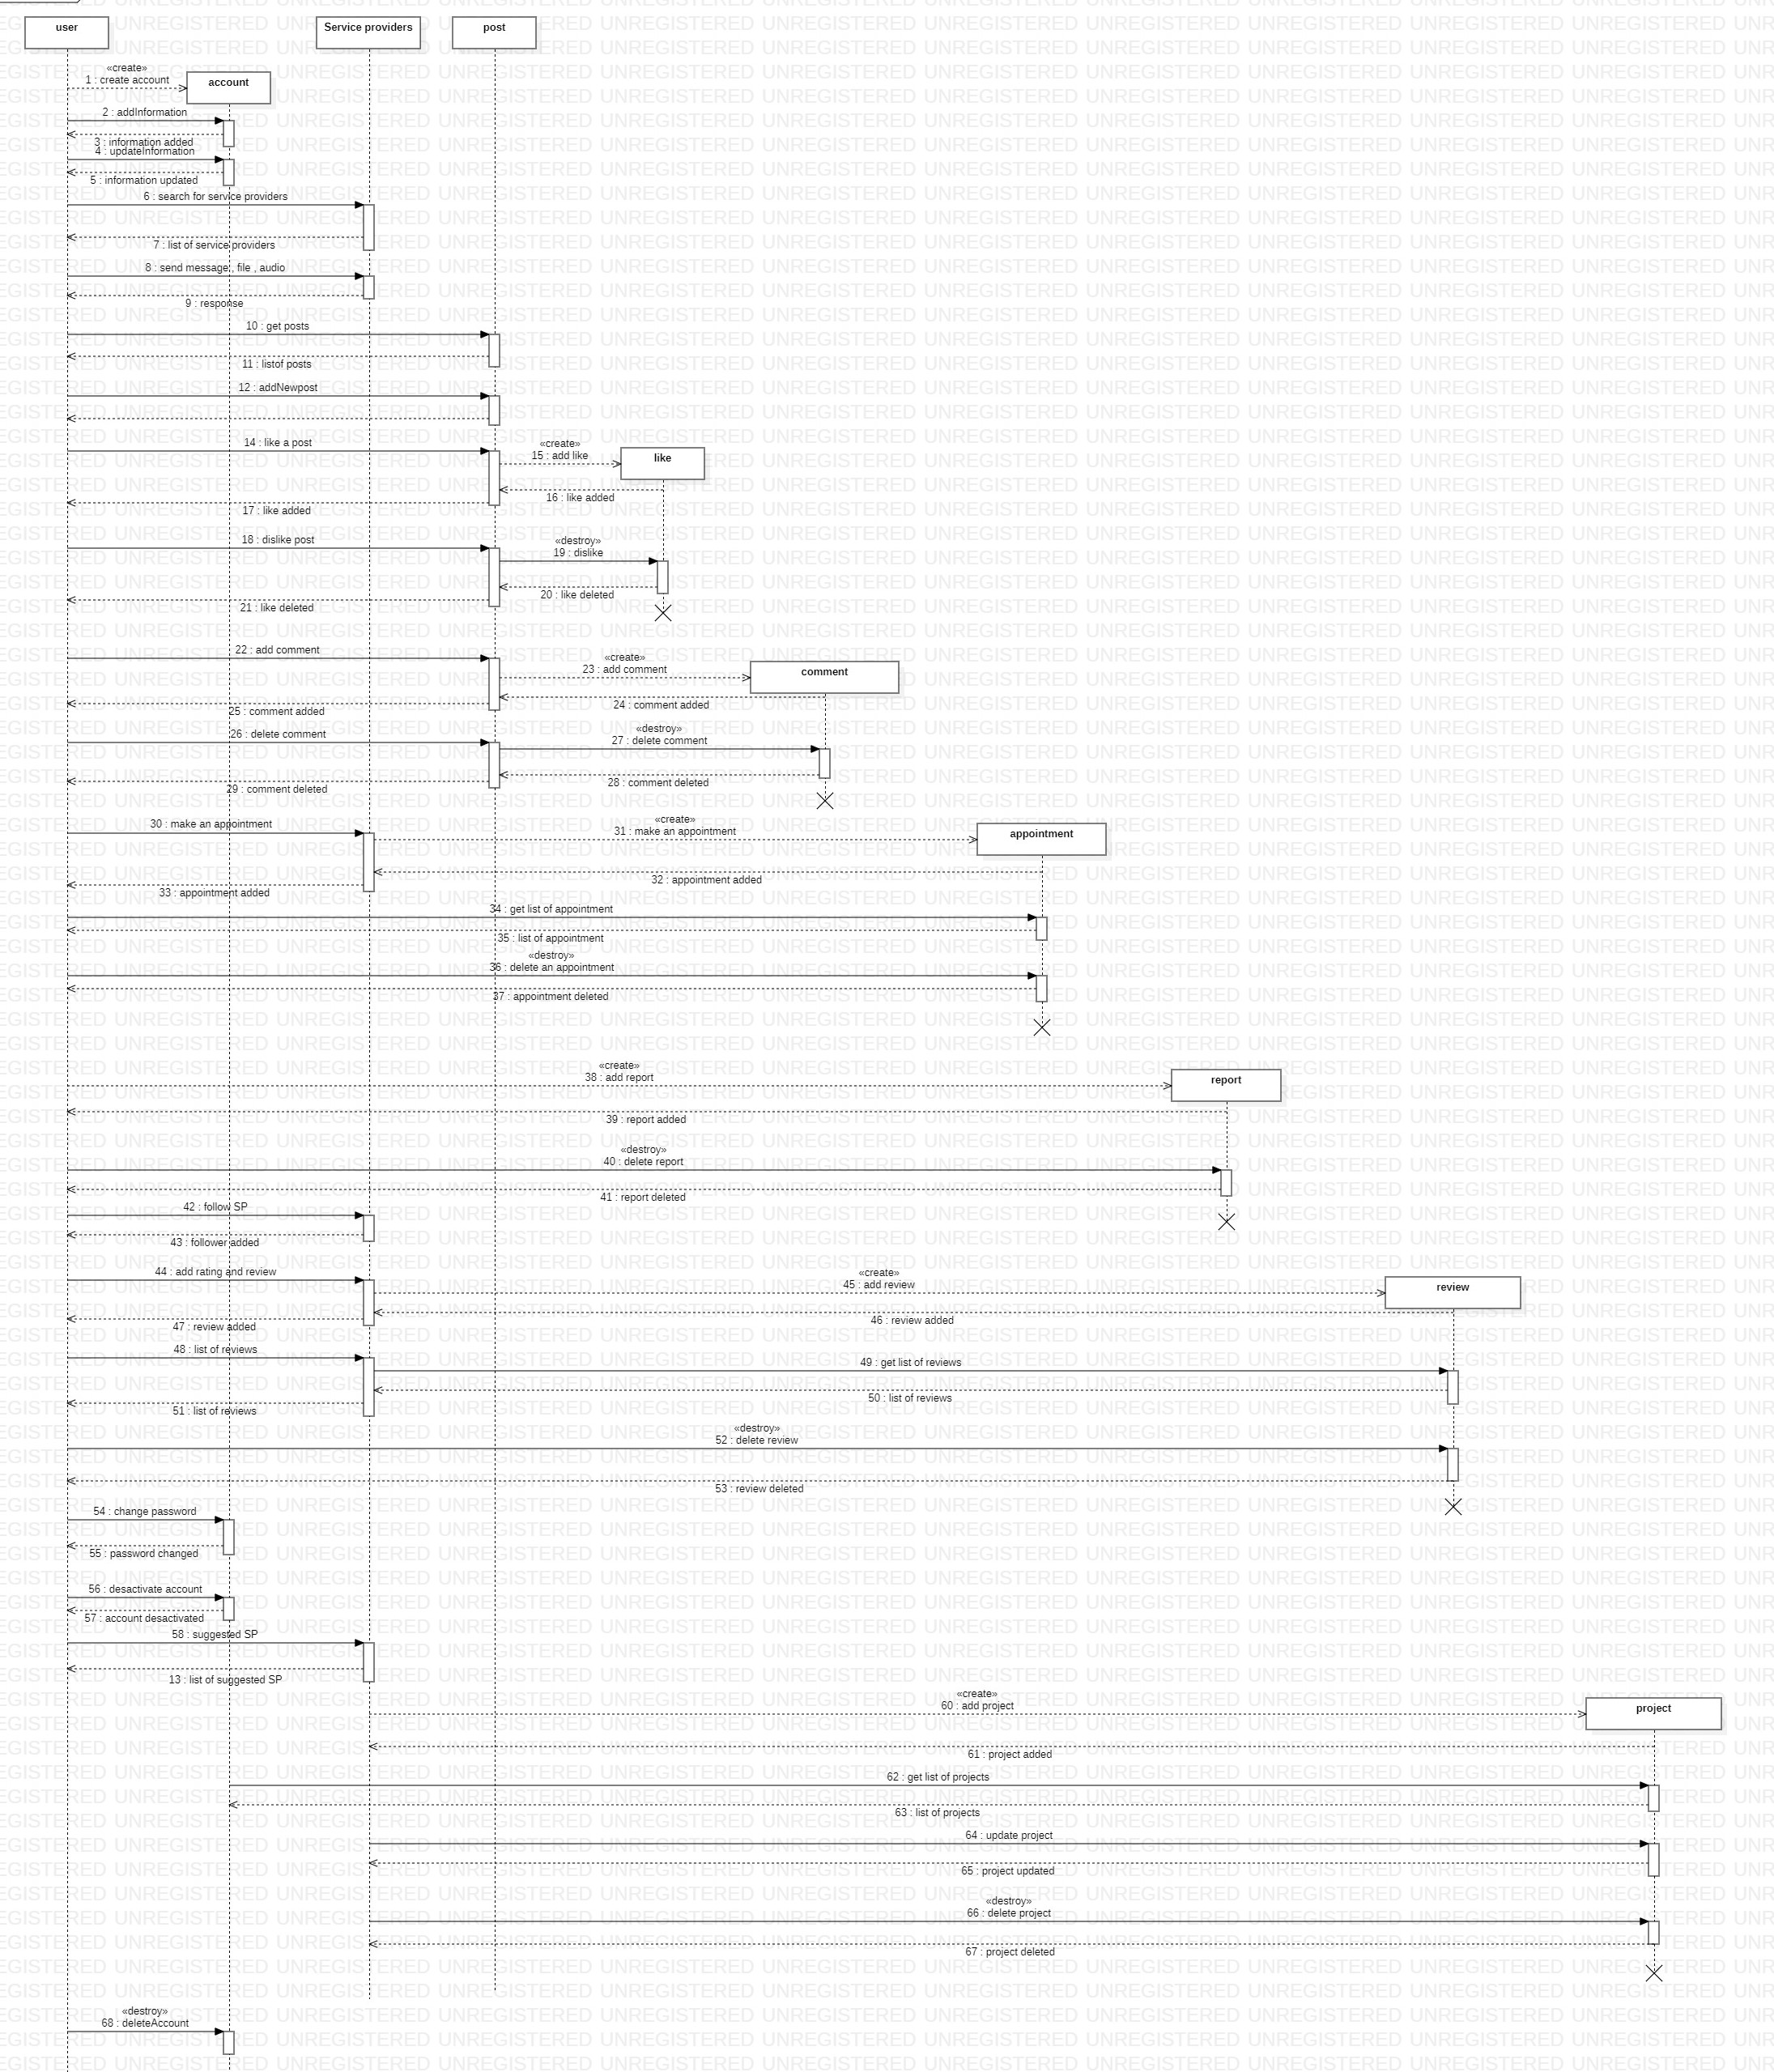 user
Service providers
post
«create»
1 : create account
account
2 : addInformation
3 : information added
4 : updateInformation
5 : information updated
6 : search for service providers
7 : list of service providers
8 : send message , file , audio
9 : response
10 : get posts
11 : listof posts
12 : addNewpost
14 : like a post
«create»
15 : add like
like
16 : like added
17 : like added
18 : dislike post
«destroy»
19 : dislike
20 : like deleted
21 : like deleted
22 : add comment
«create»
23 : add comment
comment
24 : comment added
25 : comment added
26 : delete comment
«destroy»
27 : delete comment
28 : comment deleted
29 : comment deleted
30 : make an appointment
«create»
31 : make an appointment
appointment
32 : appointment added
33 : appointment added
34 : get list of appointment
35 : list of appointment
«destroy»
36 : delete an appointment
37 : appointment deleted
«create»
38 : add report
report
39 : report added
«destroy»
40 : delete report
41 : report deleted
42 : follow SP
43 : follower added
44 : add rating and review
«create»
45 : add review
review
46 : review added
47 : review added
48 : list of reviews
49 : get list of reviews
50 : list of reviews
51 : list of reviews
«destroy»
52 : delete review
53 : review deleted
54 : change password
55 : password changed
56 : desactivate account
57 : account desactivated
58 : suggested SP
13 : list of suggested SP
«create»
60 : add project
project
61 : project added
62 : get list of projects
63 : list of projects
64 : update project
65 : project updated
«destroy»
66 : delete project
67 : project deleted
«destroy»
68 : deleteAccount
UNREGISTERED